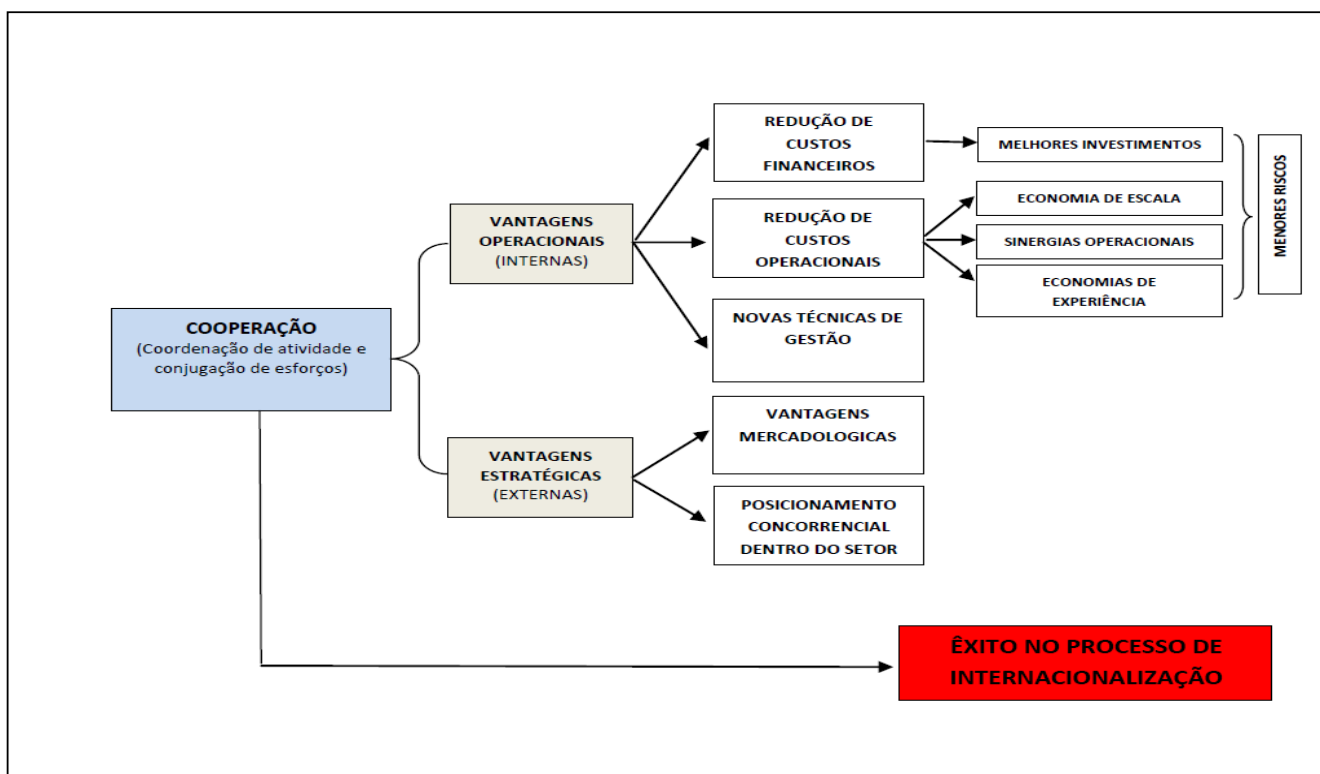 REDUÇÃO DE
CUSTOS
FINANCEIROS
MELHORES INVESTIMENTOS
MENORES RISCOS
VANTAGENS
OPERACIONAIS
(INTERNAS)
REDUÇÃO DE
CUSTOS
OPERACIONAIS
ECONOMIA DE ESCALA
SINERGIAS OPERACIONAIS
ECONOMIAS DE
EXPERIÊNCIA
COOPERAÇÃO
(Coordenação de atividade e
conjugação de esforços)
NOVAS TÉCNICAS DE
GESTÃO
VANTAGENS
ESTRATÉGICAS
(EXTERNAS)
VANTAGENS
MERCADOLOGICAS
POSICIONAMENTO
CONCORRENCIAL
DENTRO DO SETOR
ÊXITO NO PROCESSO DE
INTERNACIONALIZAÇÃO